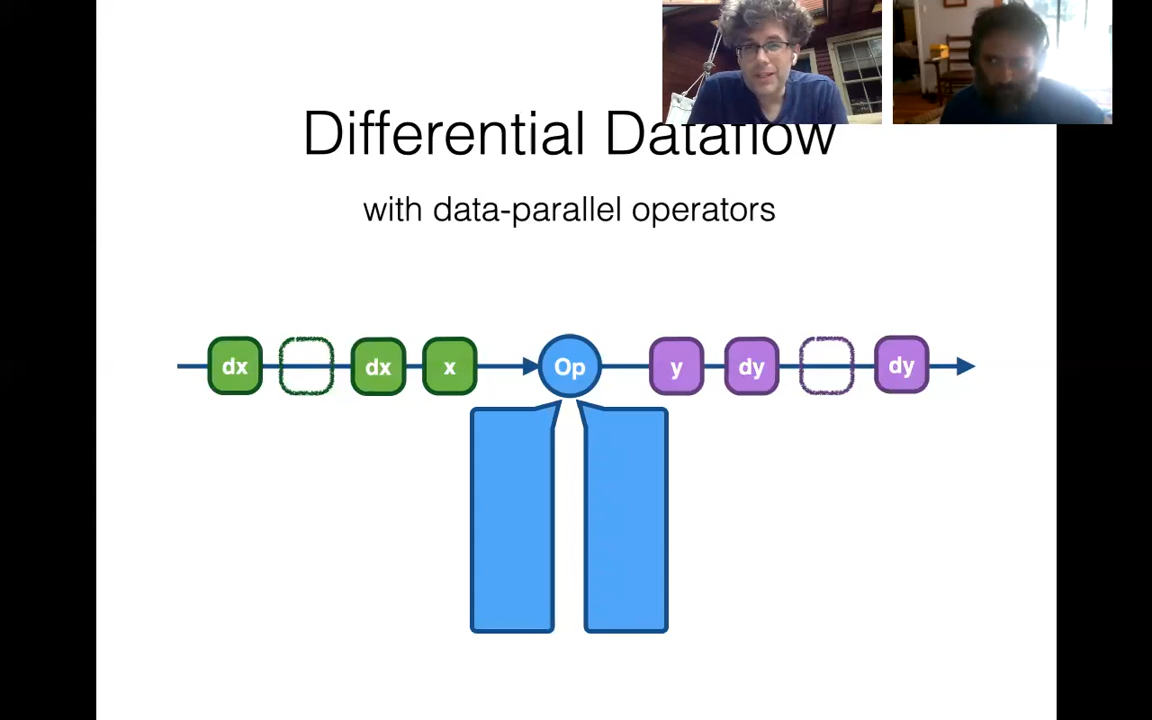 Differential Dataflow
with data-parallel operators
dx dx x Op y dy dy